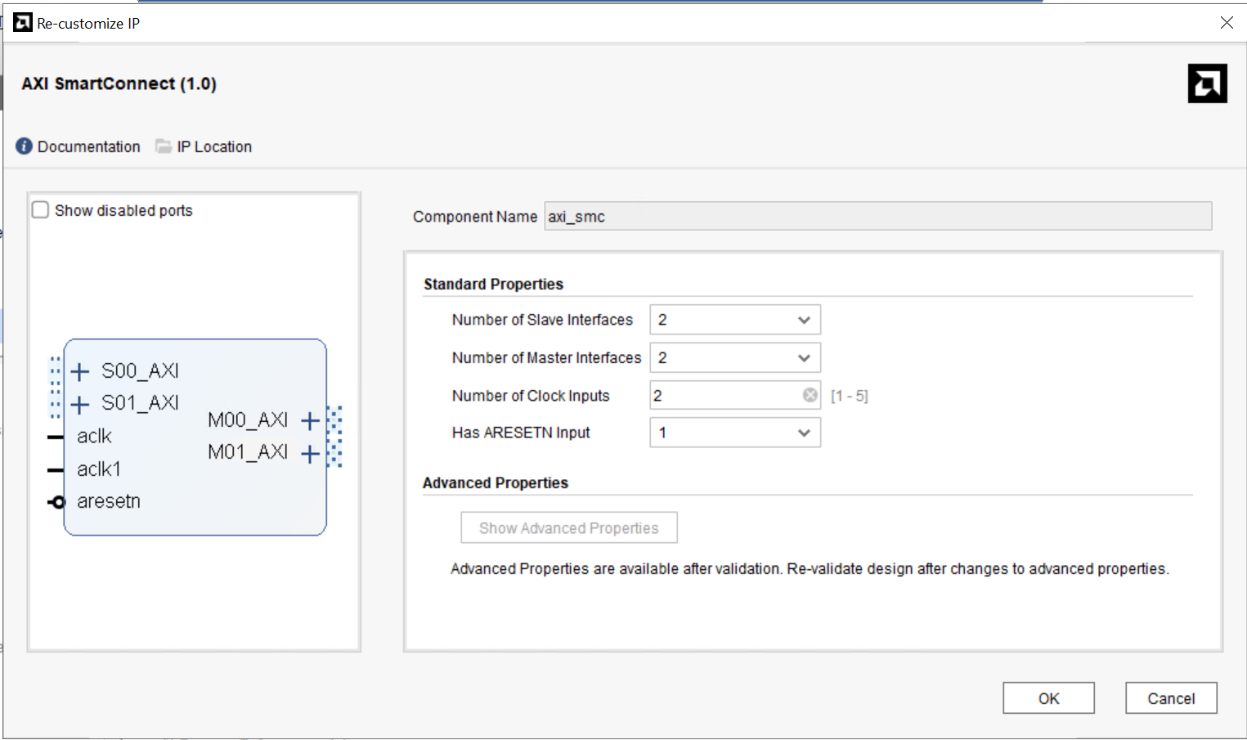 Re-customize IP
AXI SmartConnect (1.0)
Documentation IP Location
Show disabled ports
S00_AXI
S01_AXI
aclk
aclk1
aresetn
M00_AXI
M01_AXI
Component Name axi_smc
Standard Properties
Number of Slave Interfaces 2
Number of Master Interfaces 2
Number of Clock Inputs 2 [1 - 5]
Has ARESETN Input 1
Advanced Properties
Show Advanced Properties
Advanced Properties are available after validation. Re-validate design after changes to advanced properties.
OK Cancel